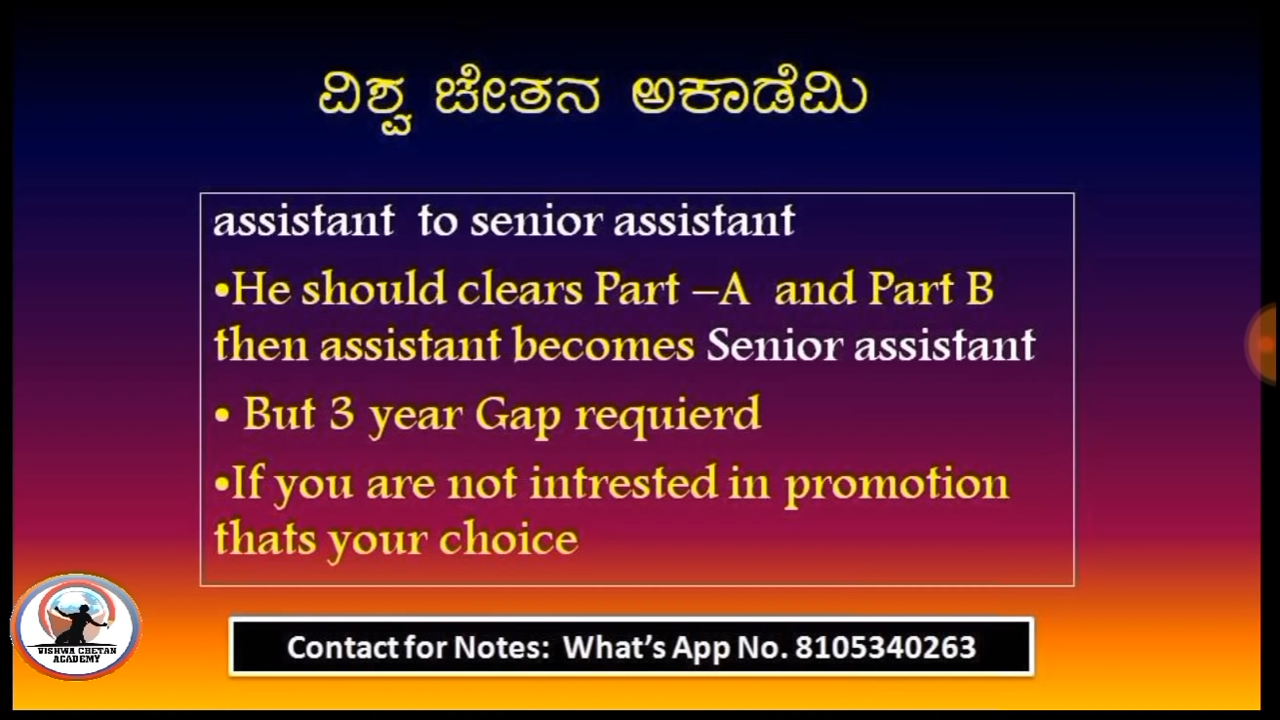 ವಿಶ್ವ ಚೇತನ ಅಕಾಡೆಮಿ
assistant to senior assistant
•He should clears Part –A and Part B
then assistant becomes Senior assistant
• But 3 year Gap requierd
•If you are not intrested in promotion
thats your choice
VISHWA CHETAN
ACADEMY
Contact for Notes: What's App No. 8105340263